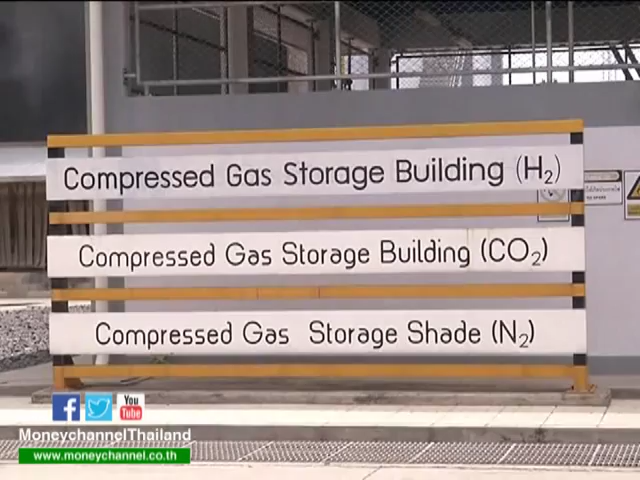 Compressed Gas Storage Building (H₂)
Compressed Gas Storage Building (CO₂)
Compressed Gas Storage Shade (N₂)
You Tube
MoneychannelThailand
www.moneychannel.co.th